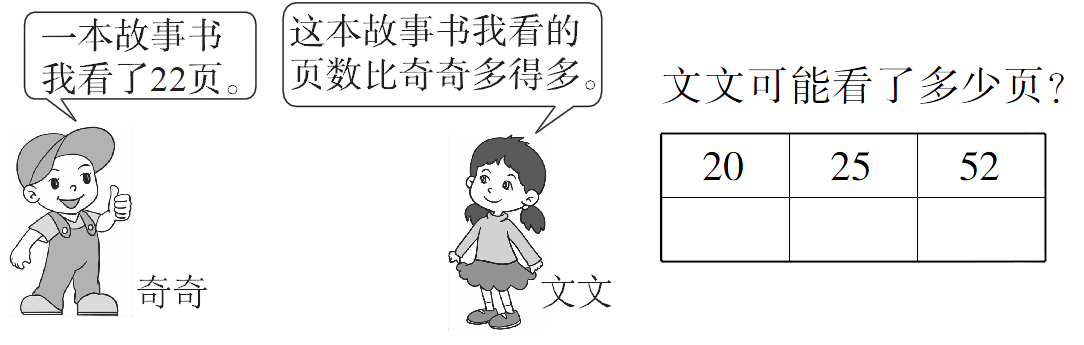 一本故事书
我看了22页。
这本故事书我看的
页数比奇奇多得多。
奇奇
文文
文文可能看了多少页?
20 25 52